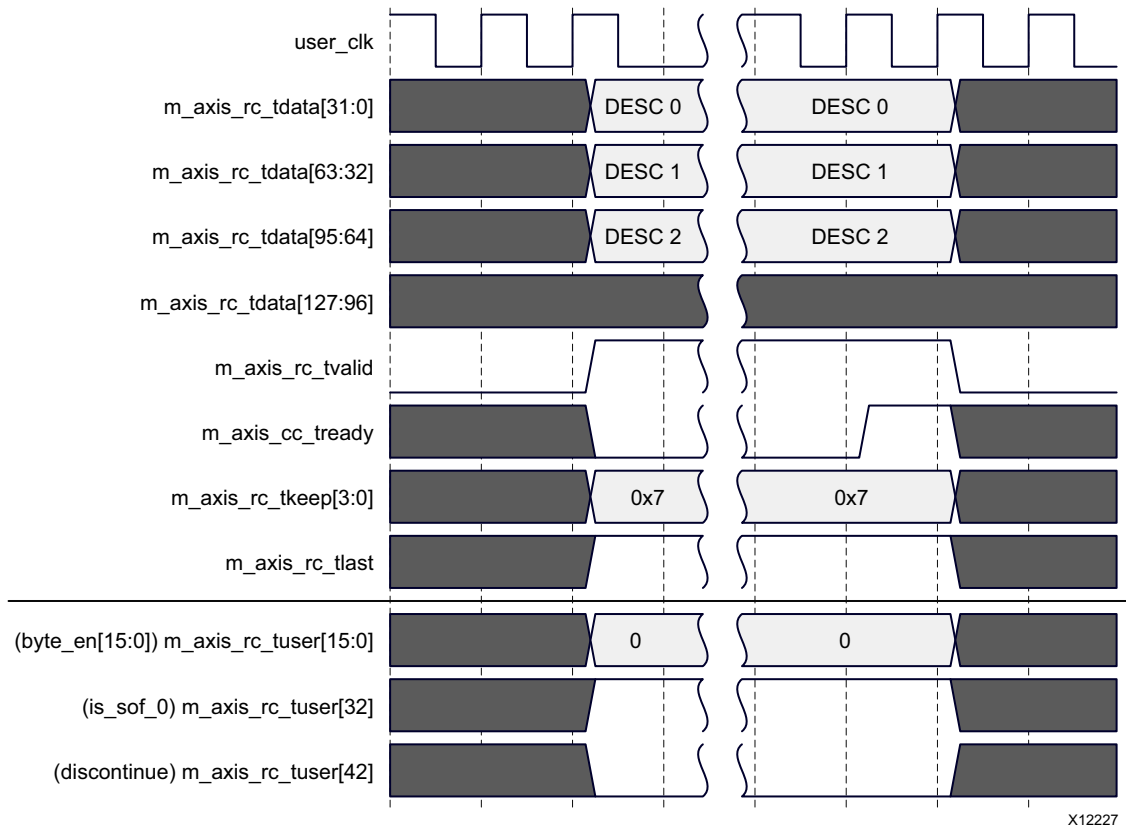 user_clk
m_axis_rc_tdata[31:0] DESC 0 DESC 0
m_axis_rc_tdata[63:32] DESC 1 DESC 1
m_axis_rc_tdata[95:64] DESC 2 DESC 2
m_axis_rc_tdata[127:96]
m_axis_rc_tvalid
m_axis_cc_tready
m_axis_rc_tkeep[3:0] 0x7 0x7
m_axis_rc_tlast
(byte_en[15:0]) m_axis_rc_tuser[15:0] 0 0
(is_sof_0) m_axis_rc_tuser[32]
(discontinue) m_axis_rc_tuser[42]
X12227